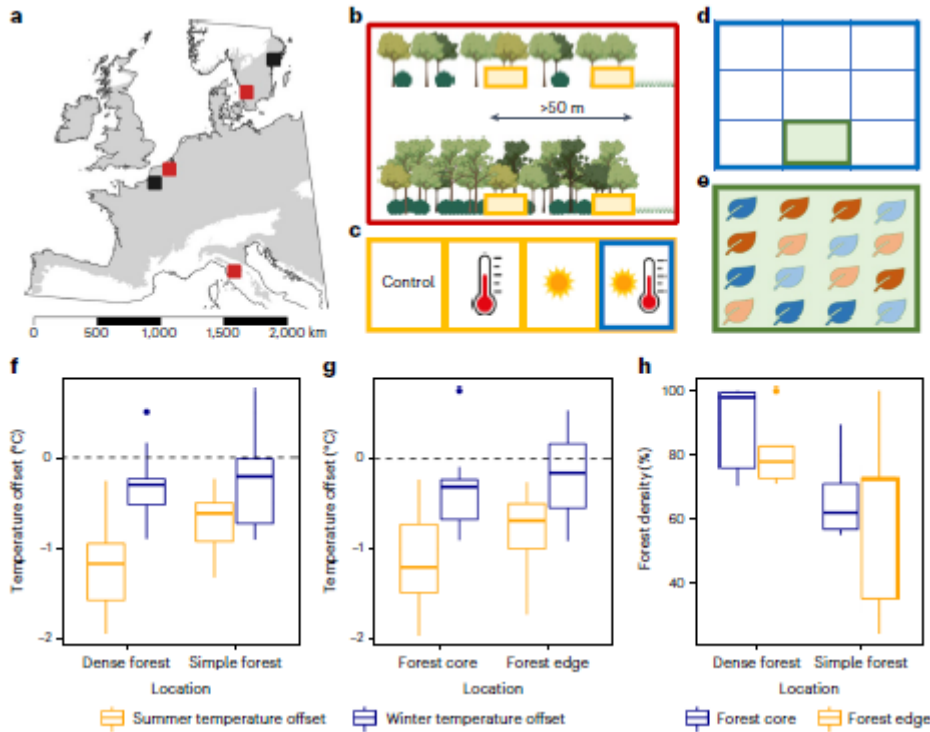 a
b
d
>50 m
c
Control
e
0 500 1,000 1,500 2,000 km
f
g
h
Temperature offset (°C)
0
−1
−2
Dense forest Simple forest
Location
Temperature offset (°C)
0
−1
−2
Forest core Forest edge
Location
Forest density (%)
100
80
60
40
Dense forest Simple forest
Location
Summer temperature offset Winter temperature offset
Forest core Forest edge